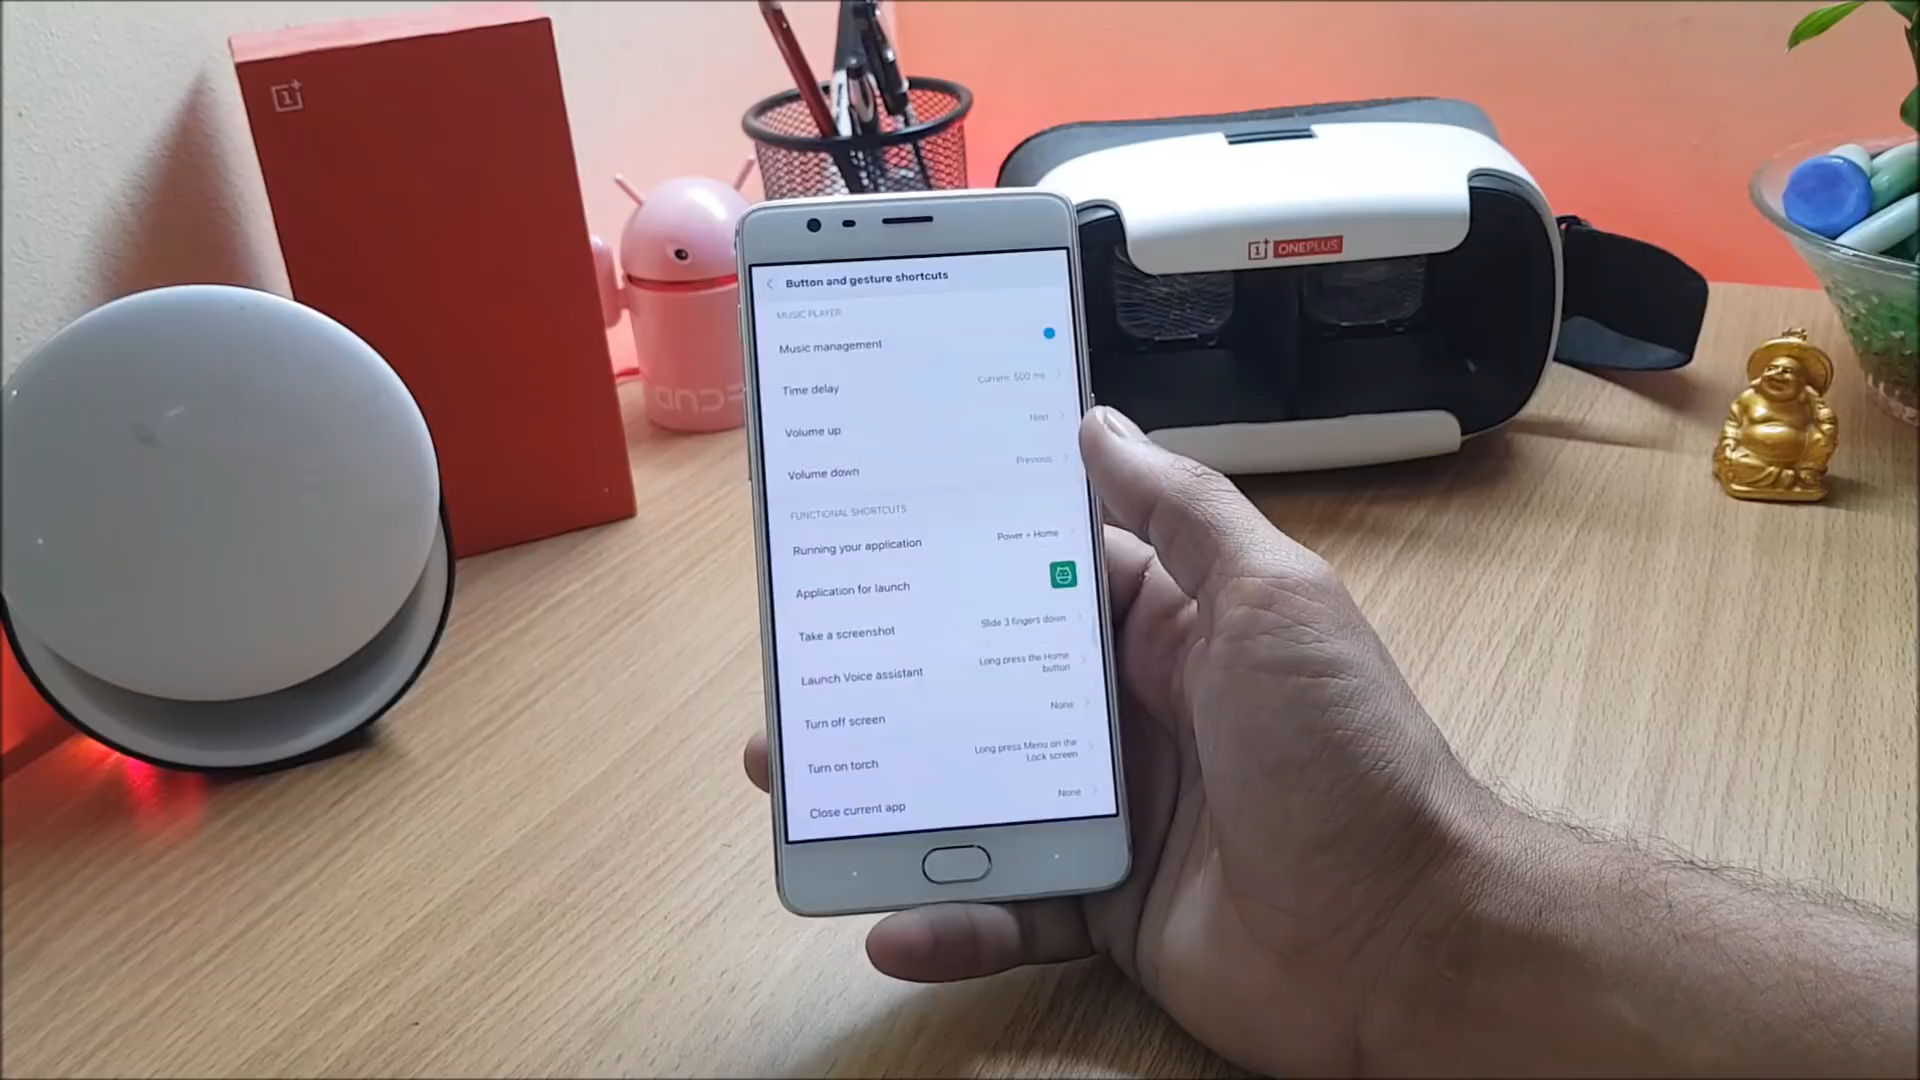 1+
1+ ONEPLUS
Button and gesture shortcuts
MUSIC PLAYER
Music management
Time delay Current: 500 ms
Volume up Next
Volume down Previous
FUNCTIONAL SHORTCUTS
Running your application Power + Home
Application for launch
Take a screenshot Slide 3 fingers down
Launch Voice assistant Long press the Home
button
Turn off screen None
Turn on torch Long press Menu on the
Lock screen
Close current app None